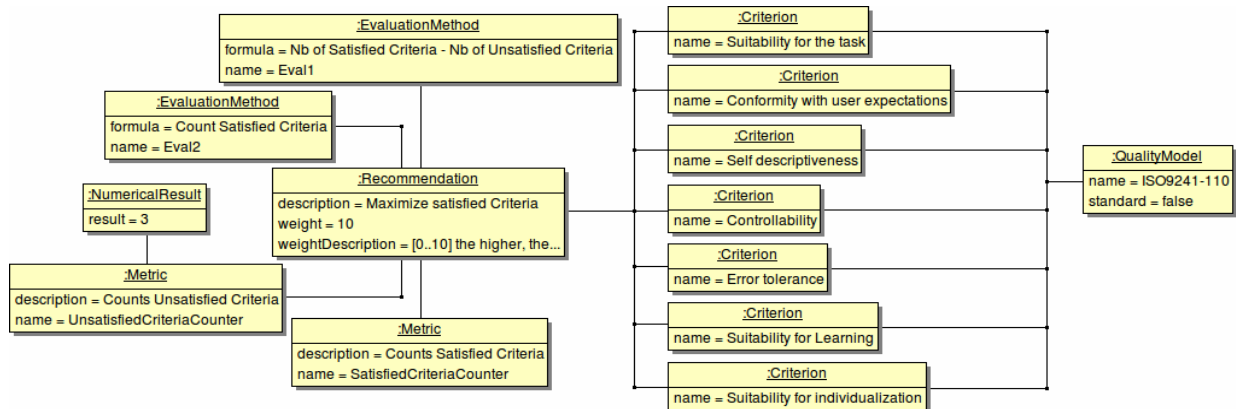 :EvaluationMethod
formula = Nb of Satisfied Criteria - Nb of Unsatisfied Criteria
name = Eval1
:EvaluationMethod
formula = Count Satisfied Criteria
name = Eval2
:NumericalResult
result = 3
:Recommendation
description = Maximize satisfied Criteria
weight = 10
weightDescription = [0..10] the higher, the...
:Metric
description = Counts Unsatisfied Criteria
name = UnsatisfiedCriteriaCounter
:Metric
description = Counts Satisfied Criteria
name = SatisfiedCriteriaCounter
:Criterion
name = Suitability for the task
:Criterion
name = Conformity with user expectations
:Criterion
name = Self descriptiveness
:Criterion
name = Controllability
:Criterion
name = Error tolerance
:Criterion
name = Suitability for Learning
:Criterion
name = Suitability for individualization
:QualityModel
name = ISO9241-110
standard = false